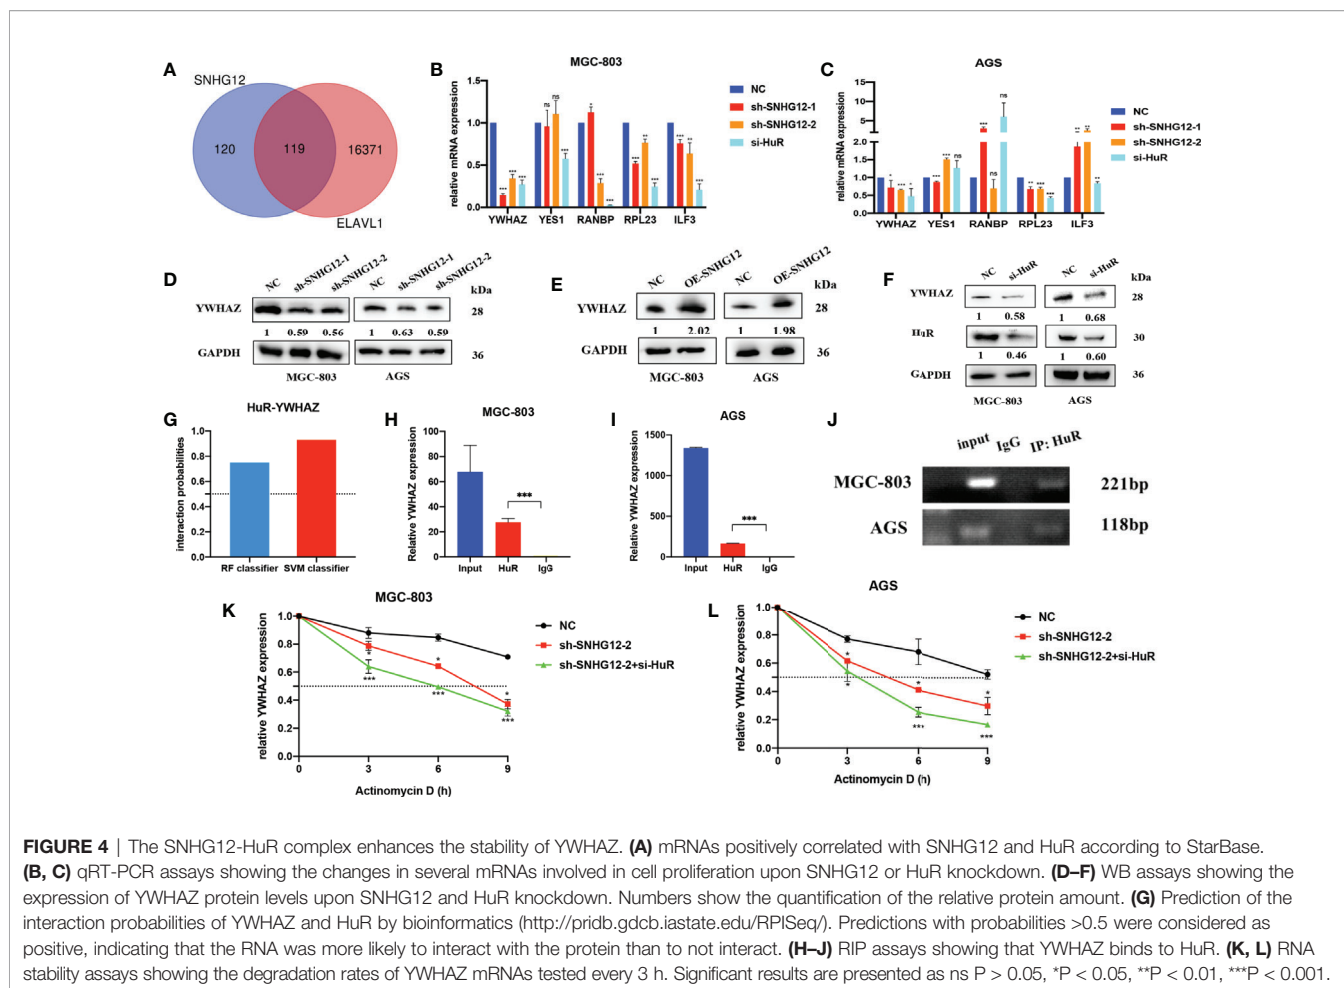 A
SNHG12
120
119
16371
ELAVL1
B
MGC-803
relative mRNA expression
1.5
1.0
0.5
0.0
*** *** ***
ns ns ***
* *** ***
*** ** ***
*** ** ***
YWHAZ YES1 RANBP RPL23 ILF3
NC
sh-SNHG12-1
sh-SNHG12-2
si-HuR
C
AGS
relative mRNA expression
15
10
5
2.0
1.5
1.0
0.5
0.0
* *** *
*** *** ns
*** ns
** *** ***
** ** **
YWHAZ YES1 RANBP RPL23 ILF3
NC
sh-SNHG12-1
sh-SNHG12-2
si-HuR
D
NC sh-SNHG12-1 sh-SNHG12-2 NC sh-SNHG12-1 sh-SNHG12-2
kDa
YWHAZ 28
1 0.59 0.56 1 0.63 0.59
GAPDH 36
MGC-803 AGS
E
NC OE-SNHG12 NC OE-SNHG12
kDa
YWHAZ 28
1 2.02 1 1.98
GAPDH 36
MGC-803 AGS
F
NC si-HuR NC si-HuR
kDa
YWHAZ 28
1 0.58 1 0.68
HuR 30
1 0.46 1 0.60
GAPDH 36
MGC-803 AGS
G
HuR-YWHAZ
interaction probabilities
1.0
0.8
0.6
0.4
0.2
0.0
RF classifier SVM classifier
H
MGC-803
Relative YWHAZ expression
100
80
60
40
20
0
***
Input HuR IgG
I
AGS
Relative YWHAZ expression
1500
1000
500
0
***
Input HuR IgG
J
input IgG IP: HuR
MGC-803 221bp
AGS 118bp
K
MGC-803
relative YWHAZ expression
1.0
0.8
0.6
0.4
0.2
0.0
* * *
*** *** ***
0 3 6 9
Actinomycin D (h)
NC
sh-SNHG12-2
sh-SNHG12-2+si-HuR
L
AGS
relative YWHAZ expression
1.0
0.8
0.6
0.4
0.2
0.0
* * *
* *** ***
0 3 6 9
Actinomycin D (h)
NC
sh-SNHG12-2
sh-SNHG12-2+si-HuR
FIGURE 4 | The SNHG12-HuR complex enhances the stability of YWHAZ. (A) mRNAs positively correlated with SNHG12 and HuR according to StarBase.
(B, C) qRT-PCR assays showing the changes in several mRNAs involved in cell proliferation upon SNHG12 or HuR knockdown. (D–F) WB assays showing the
expression of YWHAZ protein levels upon SNHG12 and HuR knockdown. Numbers show the quantification of the relative protein amount. (G) Prediction of the
interaction probabilities of YWHAZ and HuR by bioinformatics (http://pridb.gdcb.iastate.edu/RPISeq/). Predictions with probabilities >0.5 were considered as
positive, indicating that the RNA was more likely to interact with the protein than to not interact. (H–J) RIP assays showing that YWHAZ binds to HuR. (K, L) RNA
stability assays showing the degradation rates of YWHAZ mRNAs tested every 3 h. Significant results are presented as ns P > 0.05, *P < 0.05, **P < 0.01, ***P < 0.001.